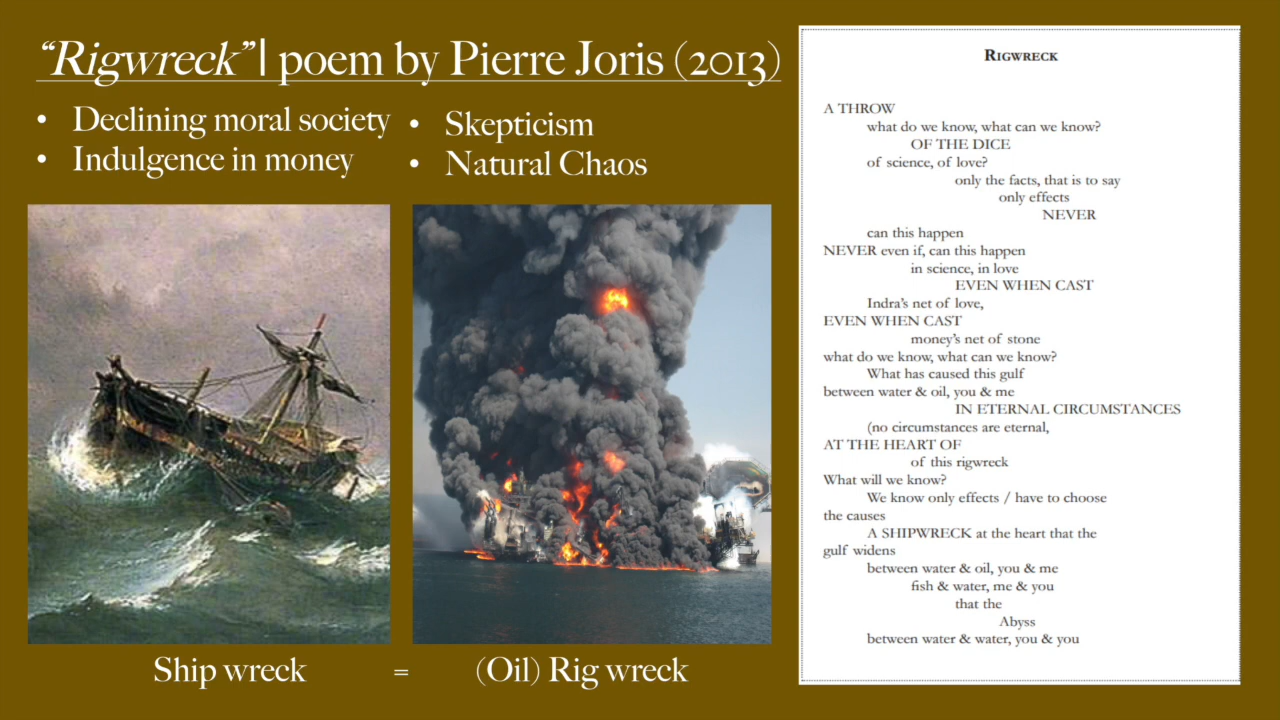 “Rigwreck”| poem by Pierre Joris (2013)
• Declining moral society
• Indulgence in money
• Skepticism
• Natural Chaos
Ship wreck = (Oil) Rig wreck
RIGWRECK
A THROW
what do we know, what can we know?
OF THE DICE
of science, of love?
only the facts, that is to say
only effects
NEVER
can this happen
NEVER even if, can this happen
in science, in love
EVEN WHEN CAST
Indra’s net of love,
EVEN WHEN CAST
money’s net of stone
what do we know, what can we know?
What has caused this gulf
between water & oil, you & me
IN ETERNAL CIRCUMSTANCES
(no circumstances are eternal,
AT THE HEART OF
of this rigwreck
What will we know?
We know only effects / have to choose
the causes
A SHIPWRECK at the heart that the
gulf widens
between water & oil, you & me
fish & water, me & you
that the
Abyss
between water & water, you & you